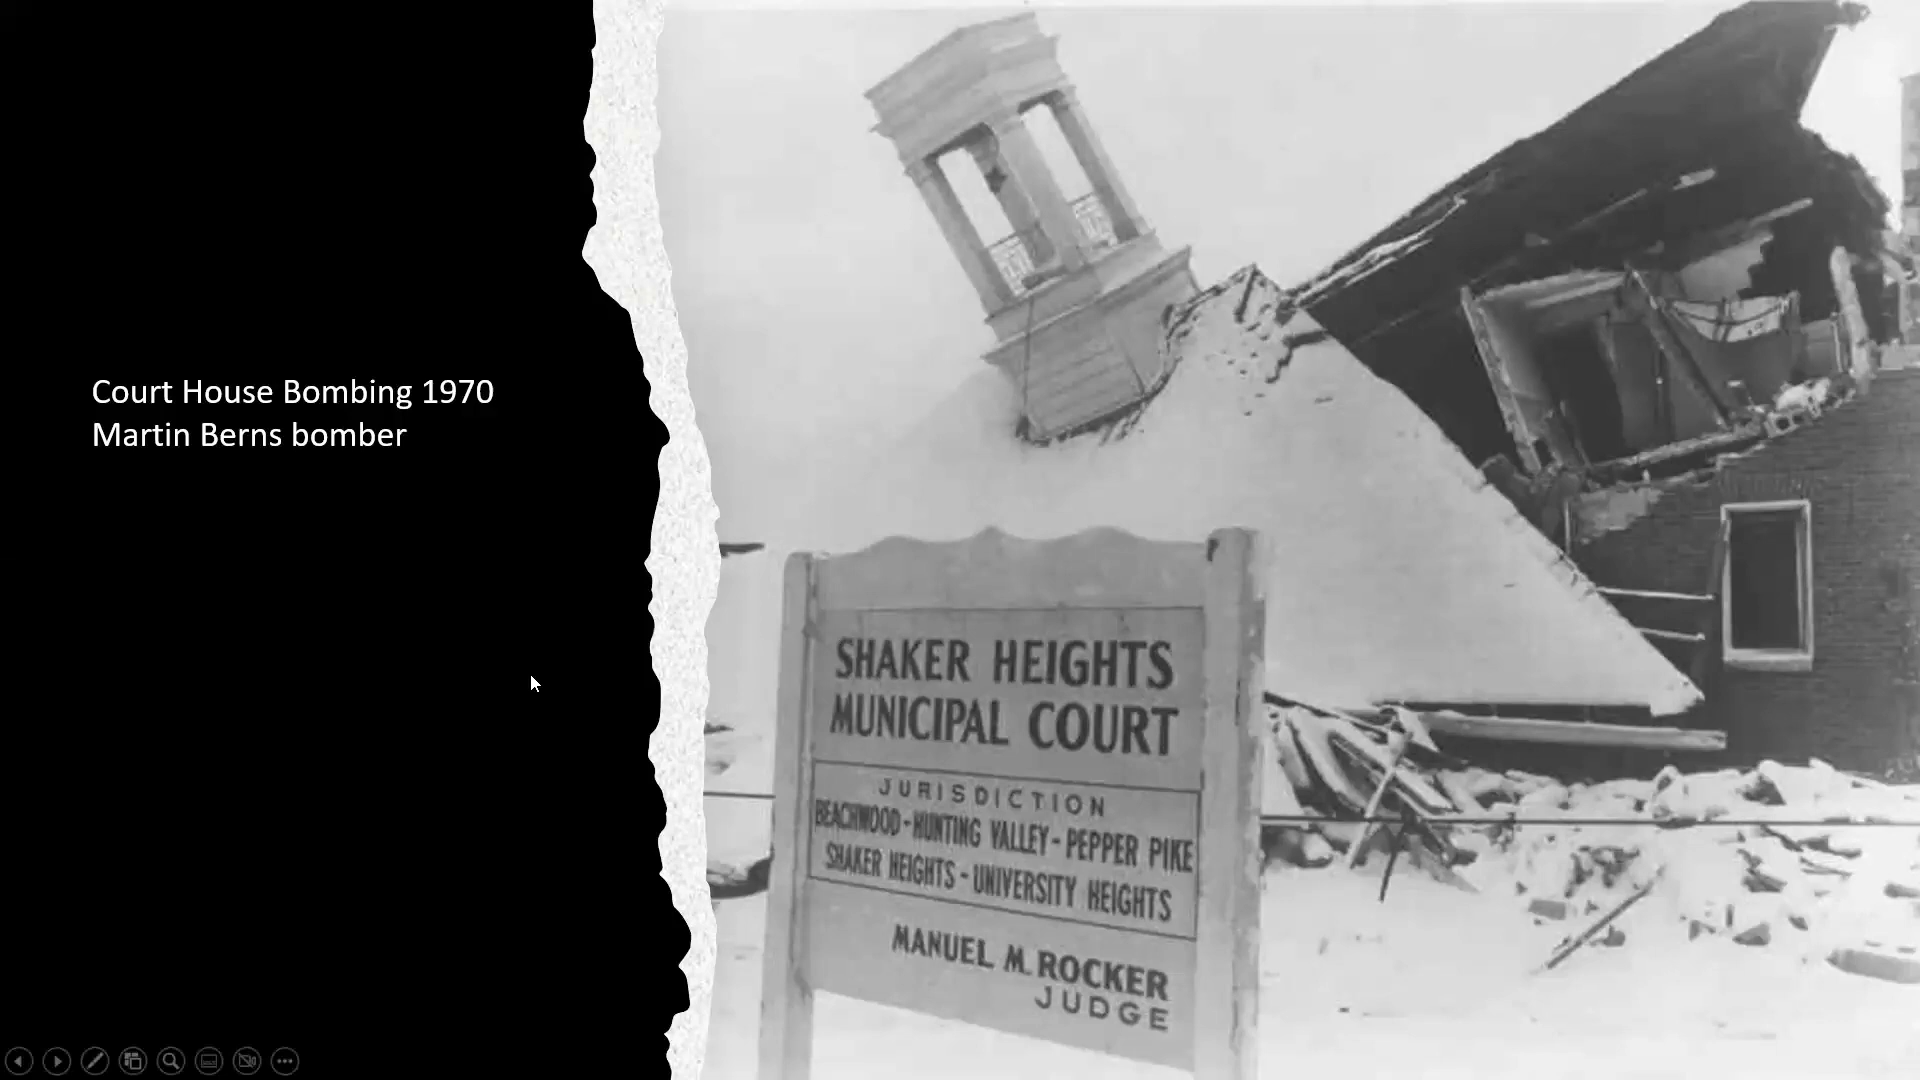 Court House Bombing 1970
Martin Berns bomber
SHAKER HEIGHTS
MUNICIPAL COURT
JURISDICTION
BEACHWOOD - HUNTING VALLEY - PEPPER PIKE
SHAKER HEIGHTS - UNIVERSITY HEIGHTS
MANUEL M. ROCKER
JUDGE